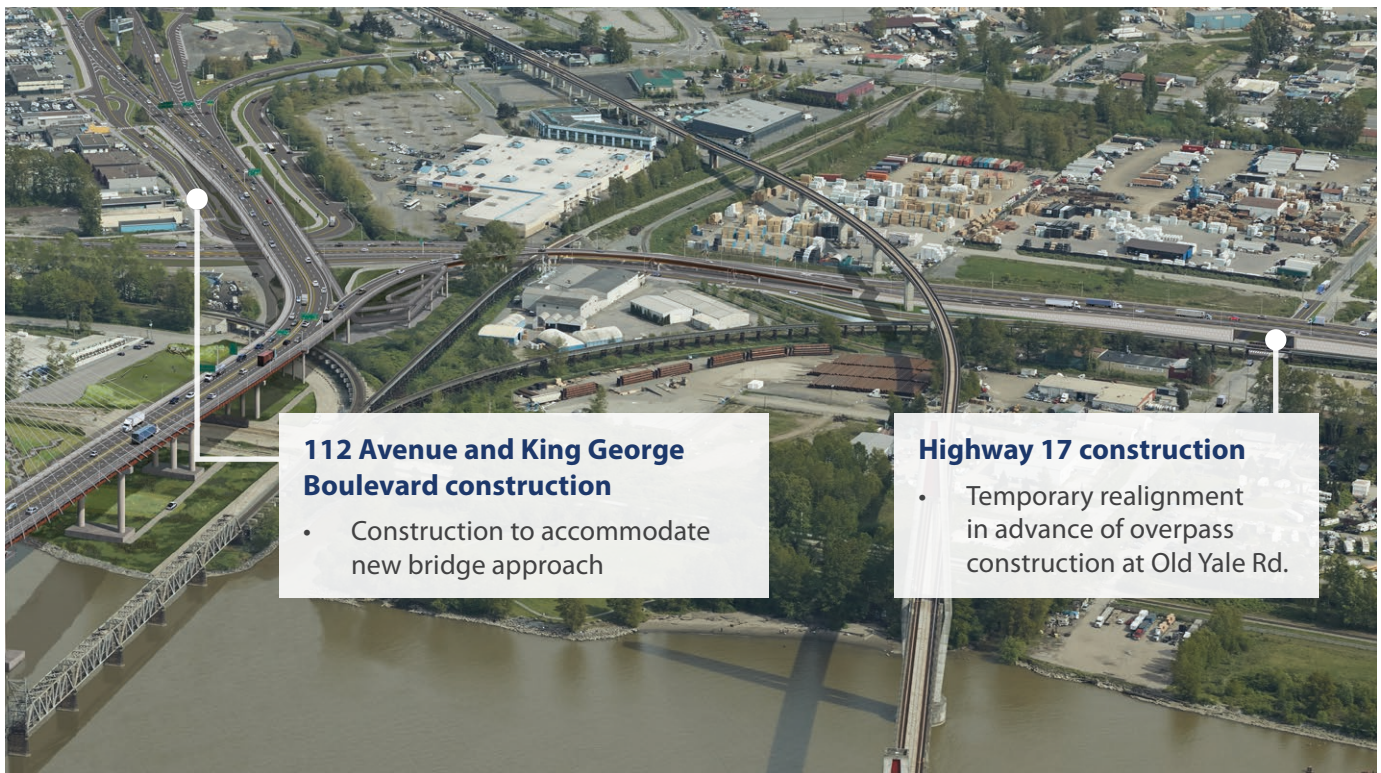 112 Avenue and King George
Boulevard construction
• Construction to accommodate
new bridge approach
Highway 17 construction
• Temporary realignment
in advance of overpass
construction at Old Yale Rd.